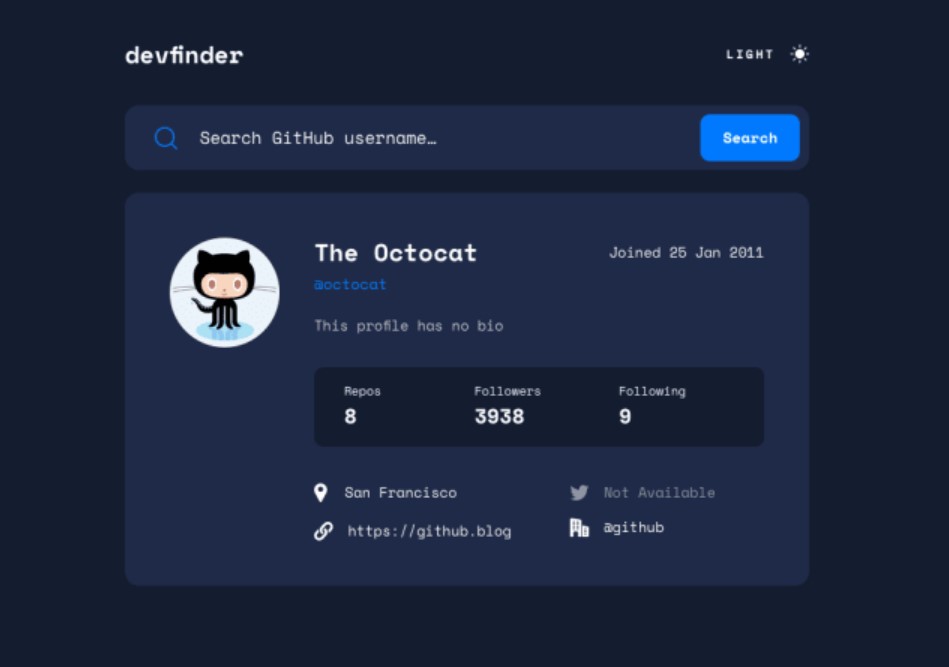 devfinder
LIGHT
Search GitHub username…
Search
The Octocat
Joined 25 Jan 2011
@octocat
This profile has no bio
Repos Followers Following
8 3938 9
San Francisco
Not Available
https://github.blog
@github